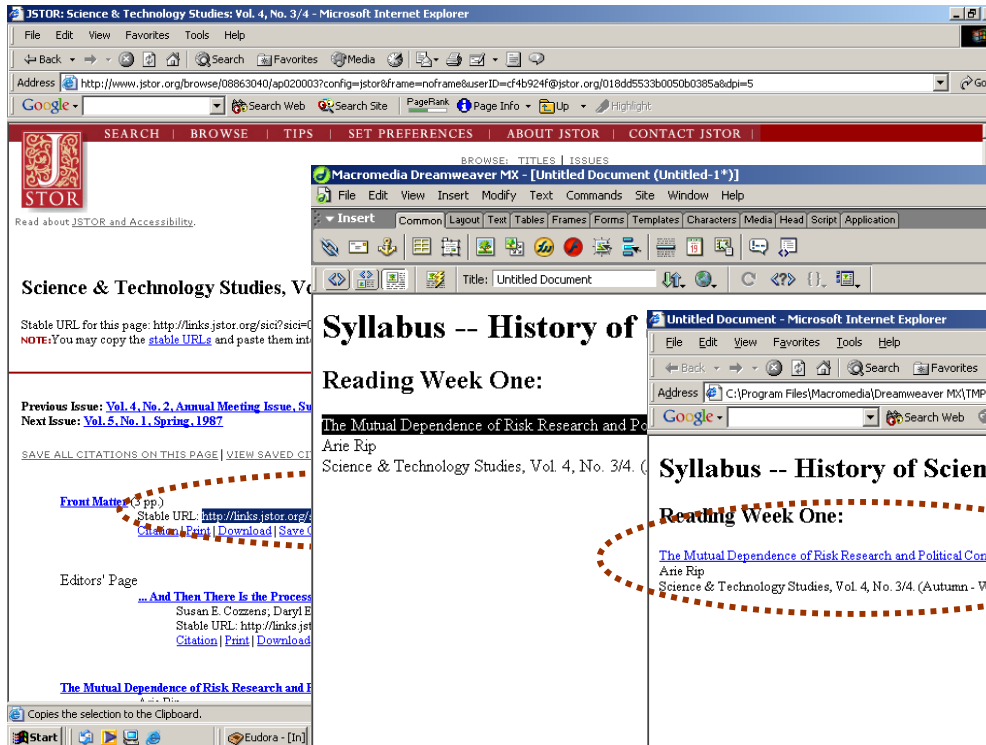 JSTOR: Science & Technology Studies: Vol. 4, No. 3/4 - Microsoft Internet Explorer
File Edit View Favorites Tools Help
Back Search Favorites Media
Address http://www.jstor.org/browse/08863040/ap020003?config=jstor&frame=noframe&userID=cf4b924f@jstor.org/018dd5533b0050b0385a&dpi=5 Go
Google Search Web Search Site PageRank Page Info Up Highlight
SEARCH | BROWSE | TIPS | SET PREFERENCES | ABOUT JSTOR | CONTACT JSTOR |
BROWSE: TITLES | ISSUES
J
STOR
Read about JSTOR and Accessibility.
Science & Technology Studies, Vo
Stable URL for this page: http://links.jstor.org/sici?sici=0
NOTE: You may copy the stable URLs and paste them int
Previous Issue: Vol. 4, No. 2, Annual Meeting Issue, Su
Next Issue: Vol. 5, No. 1, Spring, 1987
SAVE ALL CITATIONS ON THIS PAGE | VIEW SAVED CI
Front Matter (3 pp.)
Stable URL: http://links.jstor.org/s
Citation | Print | Download | Save C
Editors' Page
... And Then There Is the Process
Susan E. Cozzens; Daryl E
Stable URL: http://links.jst
Citation | Print | Download
The Mutual Dependence of Risk Research and P
Arie Rip
Copies the selection to the Clipboard.
Start Eudora - [In]
Macromedia Dreamweaver MX - [Untitled Document (Untitled-1*)]
File Edit View Insert Modify Text Commands Site Window Help
Insert Common Layout Text Tables Frames Forms Templates Characters Media Head Script Application
Title: Untitled Document
Syllabus -- History of
Reading Week One:
The Mutual Dependence of Risk Research and Po
Arie Rip
Science & Technology Studies, Vol. 4, No. 3/4. (
Untitled Document - Microsoft Internet Explorer
File Edit View Favorites Tools Help
Back Search Favorites
Address C:\Program Files\Macromedia\Dreamweaver MX\TMP
Google Search Web
Syllabus -- History of Scien
Reading Week One:
The Mutual Dependence of Risk Research and Political Con
Arie Rip
Science & Technology Studies, Vol. 4, No. 3/4. (Autumn - W